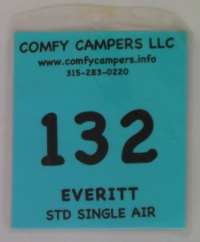 COMFY CAMPERS LLC
www.comfycampers.info
315-283-0220
132
EVERITT
STD SINGLE AIR